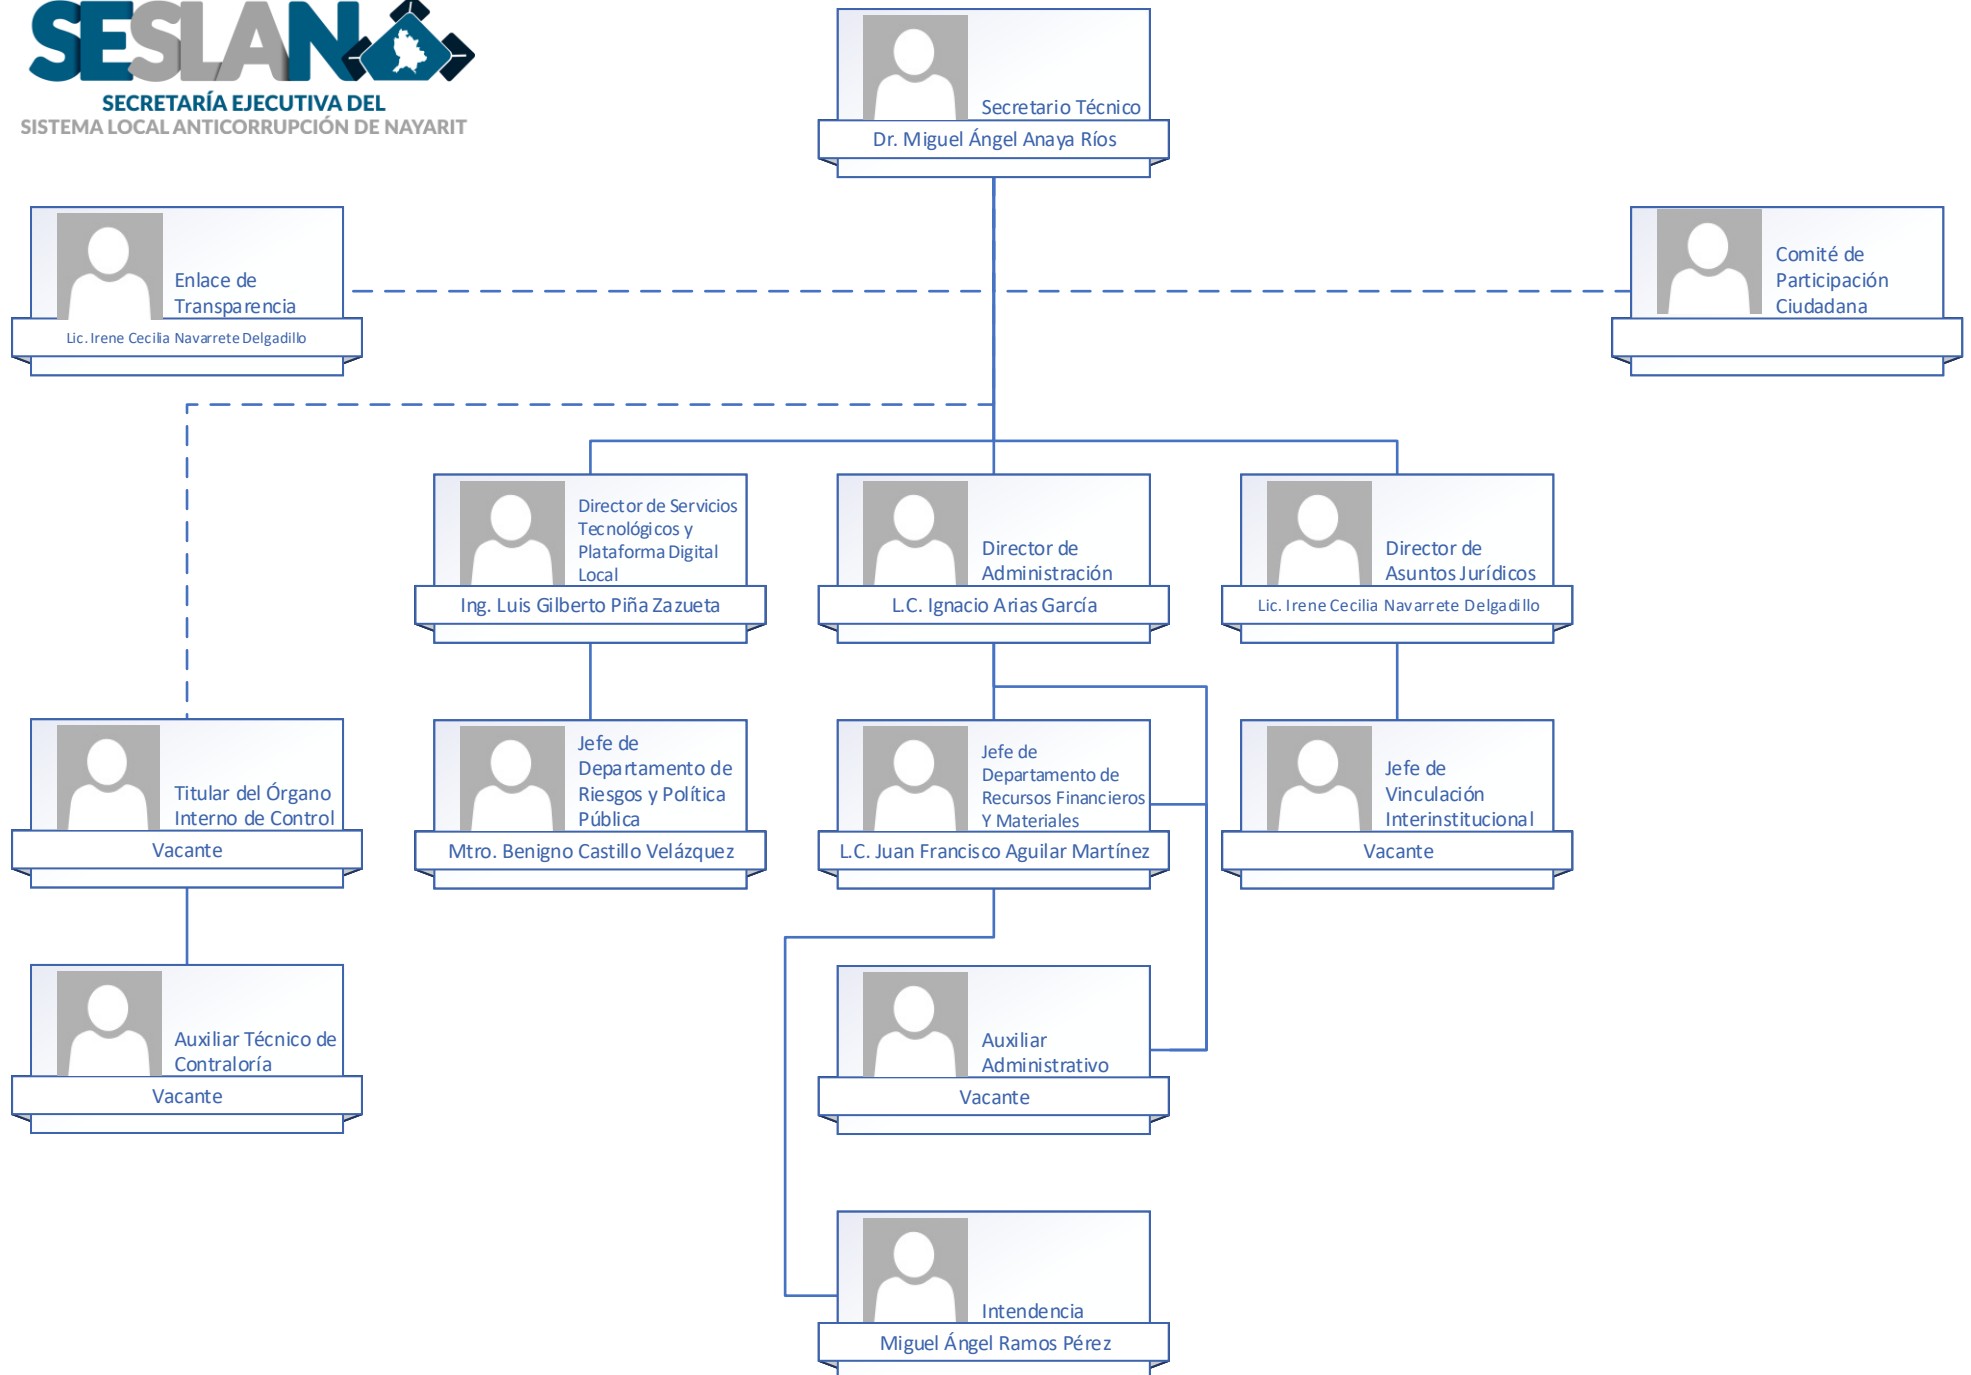 SESLAN
SECRETARÍA EJECUTIVA DEL
SISTEMA LOCAL ANTICORRUPCIÓN DE NAYARIT
Secretario Técnico
Dr. Miguel Ángel Anaya Ríos
Enlace de
Transparencia
Lic. Irene Cecilia Navarrete Delgadillo
Comité de
Participación
Ciudadana
Director de Servicios
Tecnológicos y
Plataforma Digital
Local
Ing. Luis Gilberto Piña Zazueta
Director de
Administración
L.C. Ignacio Arias García
Director de
Asuntos Jurídicos
Lic. Irene Cecilia Navarrete Delgadillo
Titular del Órgano
Interno de Control
Vacante
Jefe de
Departamento de
Riesgos y Política
Pública
Mtro. Benigno Castillo Velázquez
Jefe de
Departamento de
Recursos Financieros
Y Materiales
L.C. Juan Francisco Aguilar Martínez
Jefe de
Vinculación
Interinstitucional
Vacante
Auxiliar Técnico de
Contraloría
Vacante
Auxiliar
Administrativo
Vacante
Intendencia
Miguel Ángel Ramos Pérez